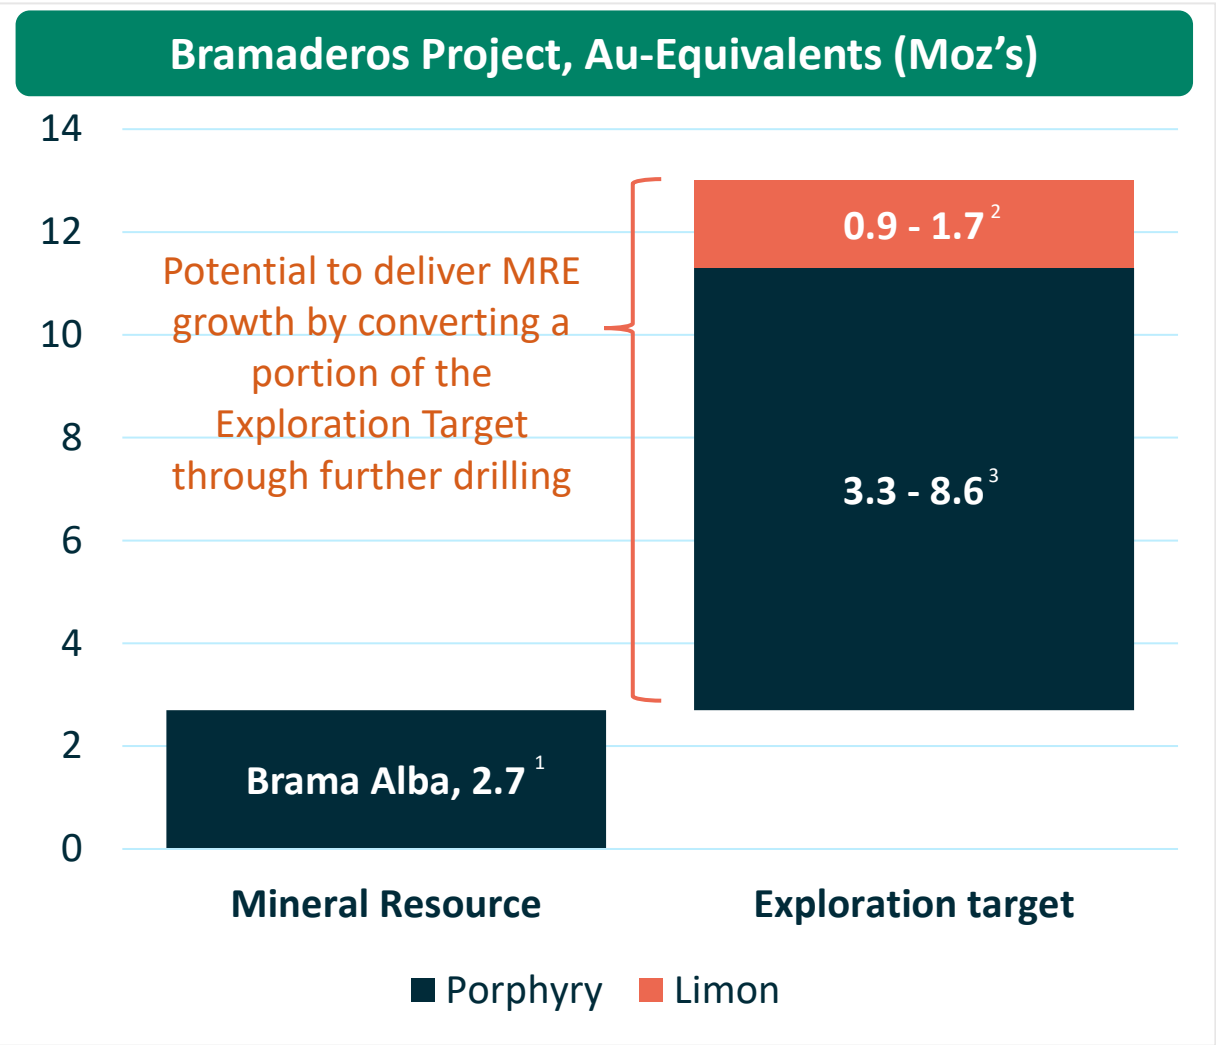 Bramaderos Project, Au-Equivalents (Moz’s)
14
12
10
8
6
4
2
0
Potential to deliver MRE
growth by converting a
portion of the
Exploration Target
through further drilling
0.9 - 1.7 2
3.3 - 8.6 3
Brama Alba, 2.7 1
Mineral Resource
Exploration target
Porphyry
Limon